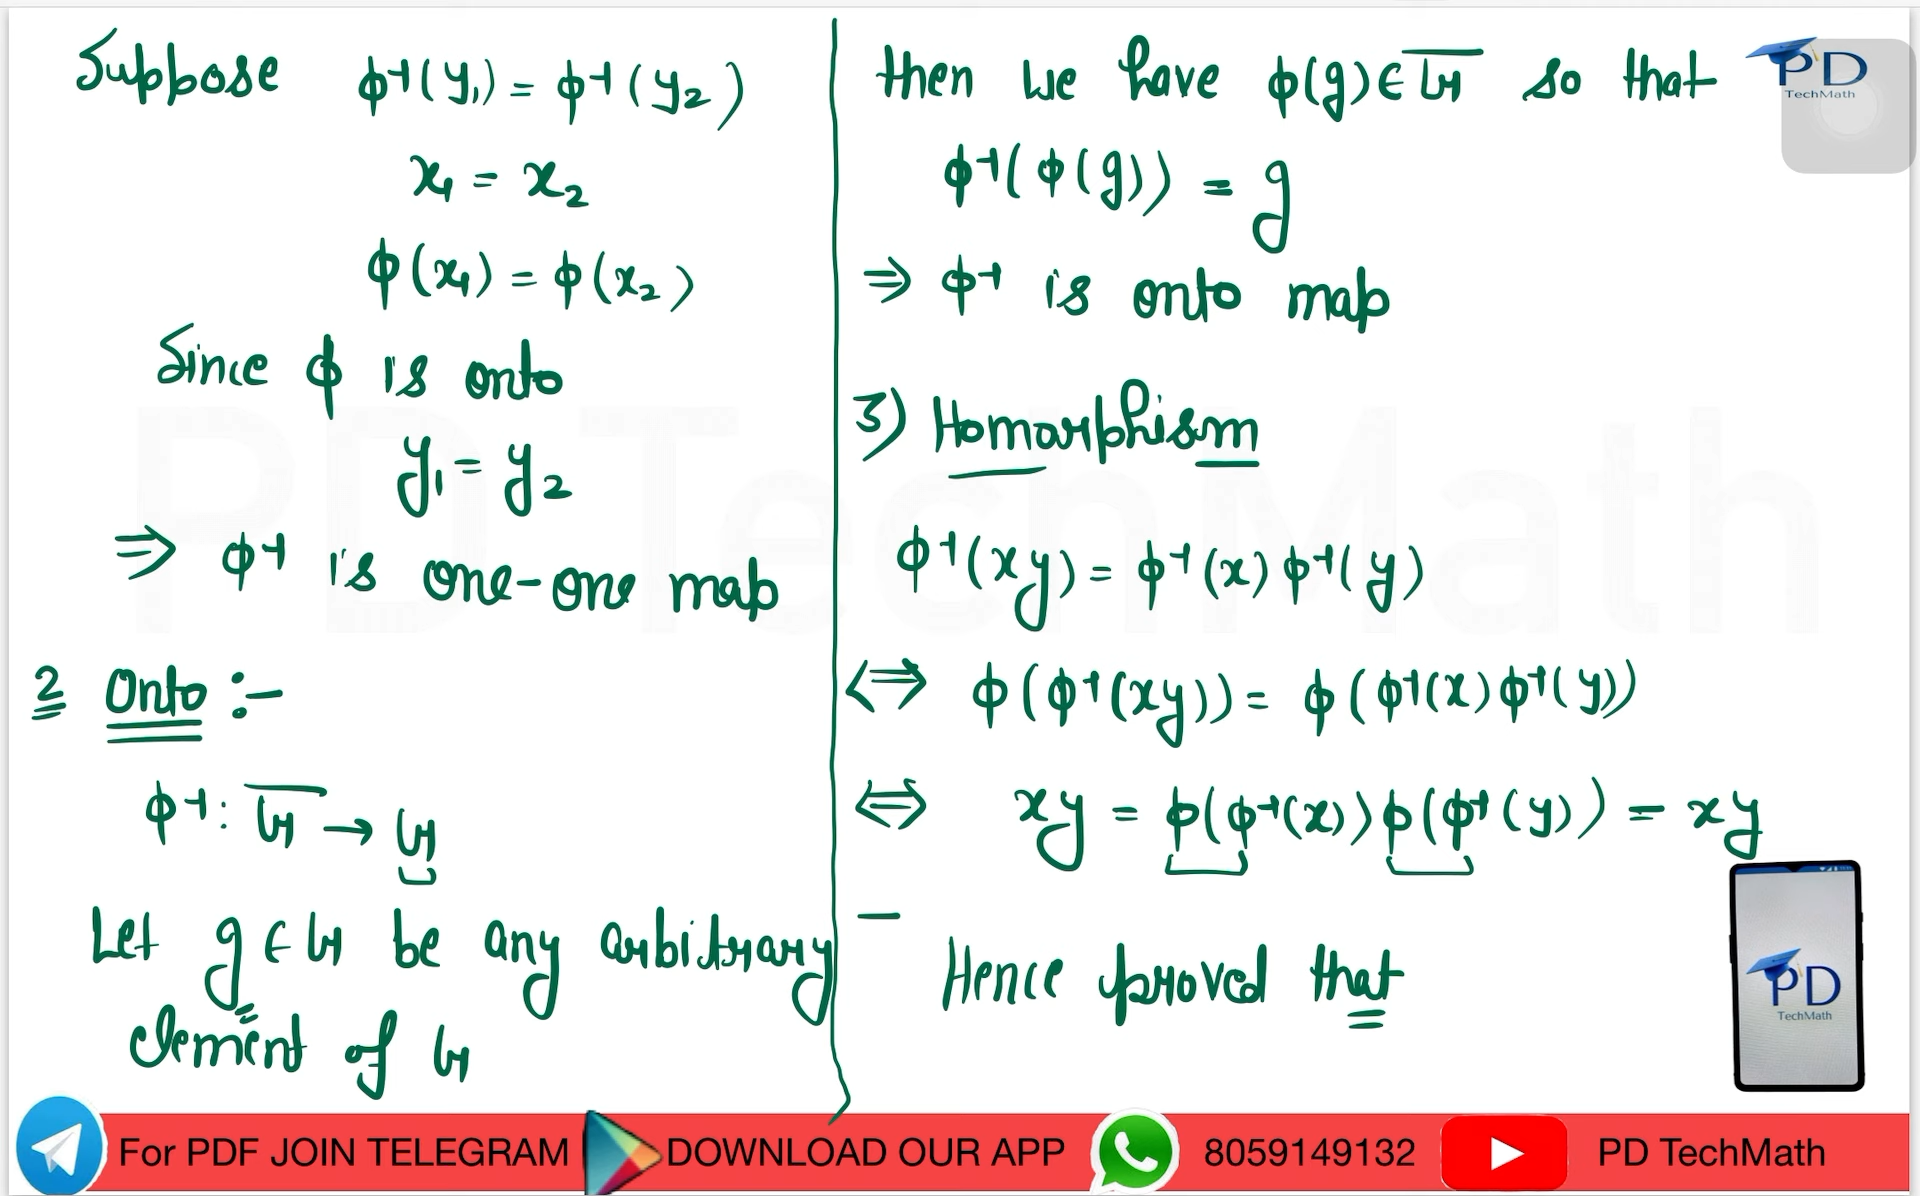 Suppose ϕ⁻¹(y₁) = ϕ⁻¹(y₂)
x₁ = x₂
ϕ(x₁) = ϕ(x₂)
Since ϕ is onto
y₁ = y₂
⇒ ϕ⁻¹ is one-one map
2 Onto :-
ϕ⁻¹: G̅ → G
Let g ∈ G be any arbitrary
element of G
then we have ϕ(g) ∈ G̅ so that
ϕ⁻¹(ϕ(g)) = g
⇒ ϕ⁻¹ is onto map
3) Homorphism
ϕ⁻¹(xy) = ϕ⁻¹(x) ϕ⁻¹(y)
⇔ ϕ(ϕ⁻¹(xy)) = ϕ(ϕ⁻¹(x) ϕ⁻¹(y))
⇔ xy = ϕ(ϕ⁻¹(x)) ϕ(ϕ⁻¹(y)) = xy
Hence proved that
PD
TechMath
PD
TechMath
PDTechMath
For PDF JOIN TELEGRAM DOWNLOAD OUR APP 8059149132 PD TechMath